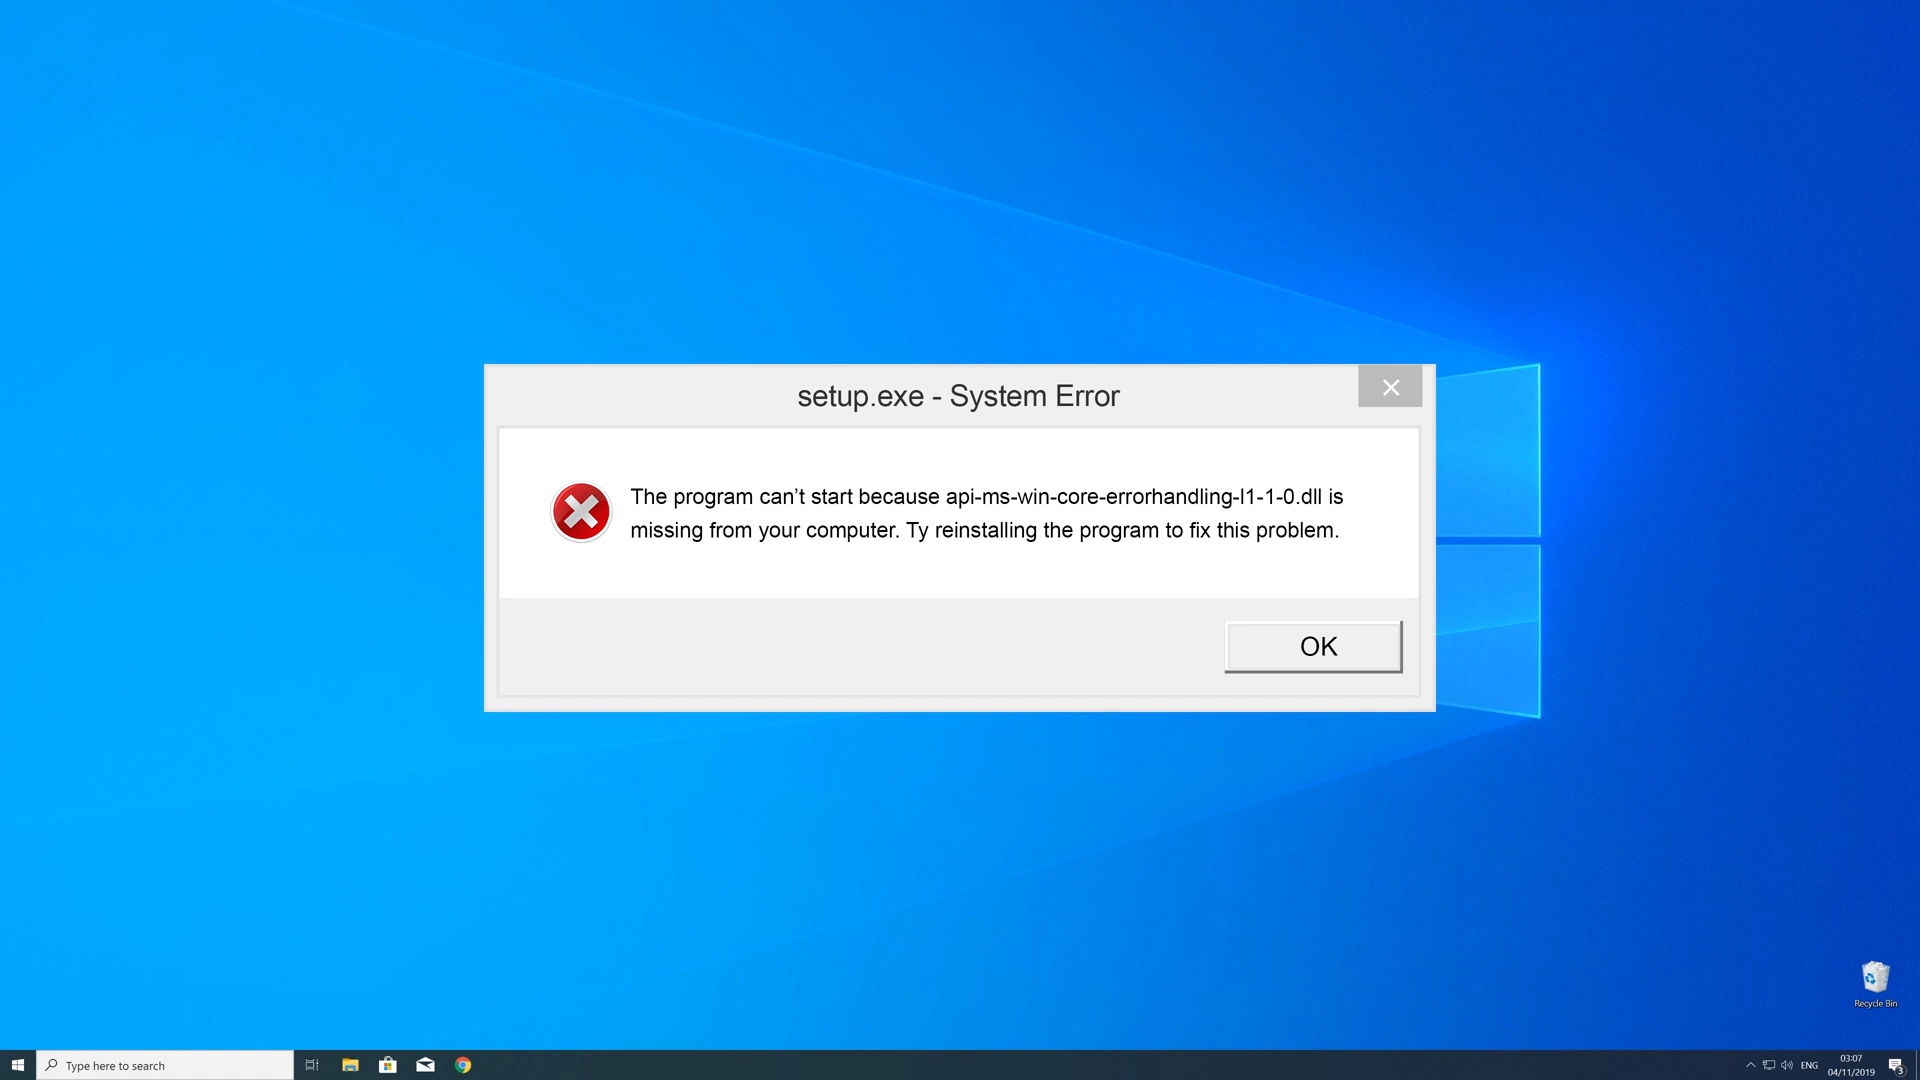 setup.exe - System Error
The program can’t start because api-ms-win-core-errorhandling-l1-1-0.dll is
missing from your computer. Ty reinstalling the program to fix this problem.
OK
Recycle Bin
Type here to search
ENG
03:07
04/11/2019
3